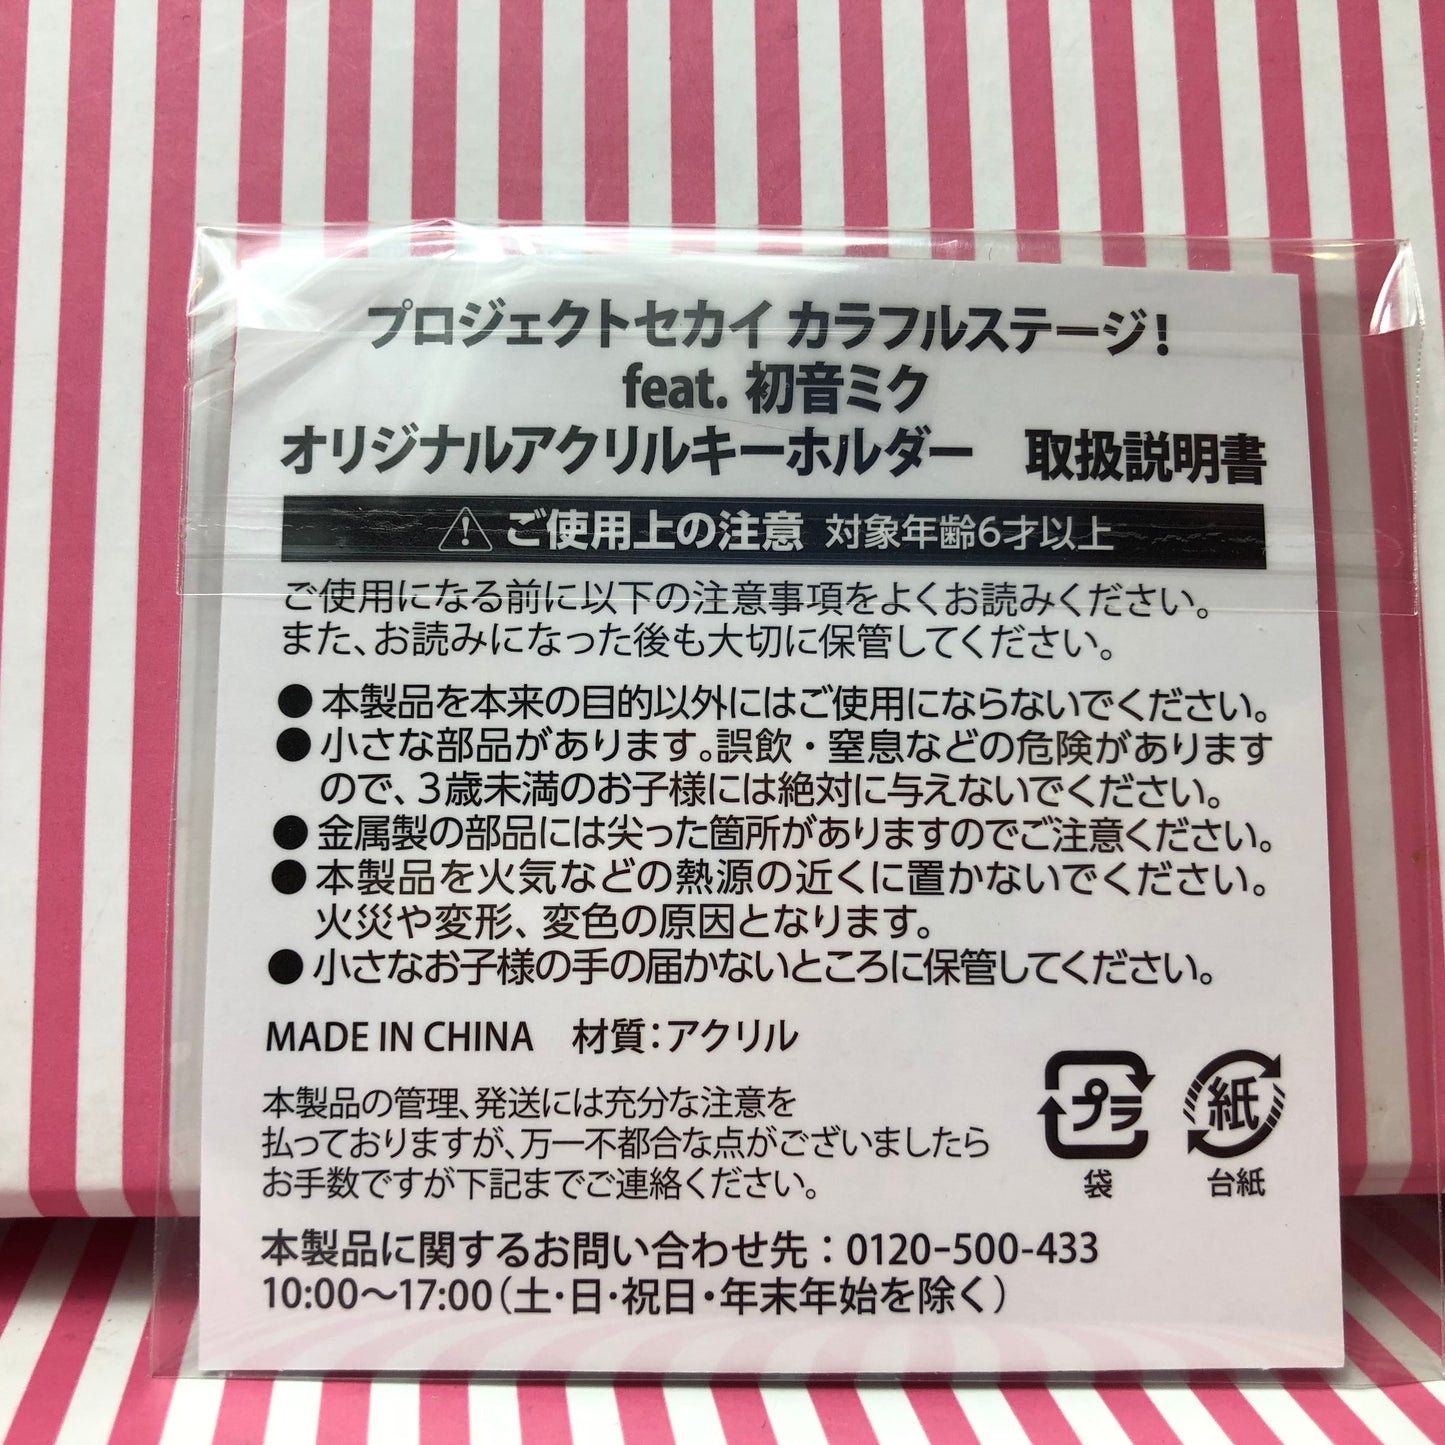 プロジェクトセカイ カラフルステージ!
feat. 初音ミク
オリジナルアクリルキーホルダー　取扱説明書
ご使用上の注意 対象年齢6才以上
ご使用になる前に以下の注意事項をよくお読みください。
また、お読みになった後も大切に保管してください。
● 本製品を本来の目的以外にはご使用にならないでください。
● 小さな部品があります。誤飲・窒息などの危険があります
ので、3歳未満のお子様には絶対に与えないでください。
● 金属製の部品には尖った箇所がありますのでご注意ください。
● 本製品を火気などの熱源の近くに置かないでください。
火災や変形、変色の原因となります。
● 小さなお子様の手の届かないところに保管してください。
MADE IN CHINA　材質：アクリル
本製品の管理、発送には充分な注意を
払っておりますが、万一不都合な点がございましたら
お手数ですが下記までご連絡ください。
プラ
袋
紙
台紙
本製品に関するお問い合わせ先：0120-500-433
10:00〜17:00（土・日・祝日・年末年始を除く）